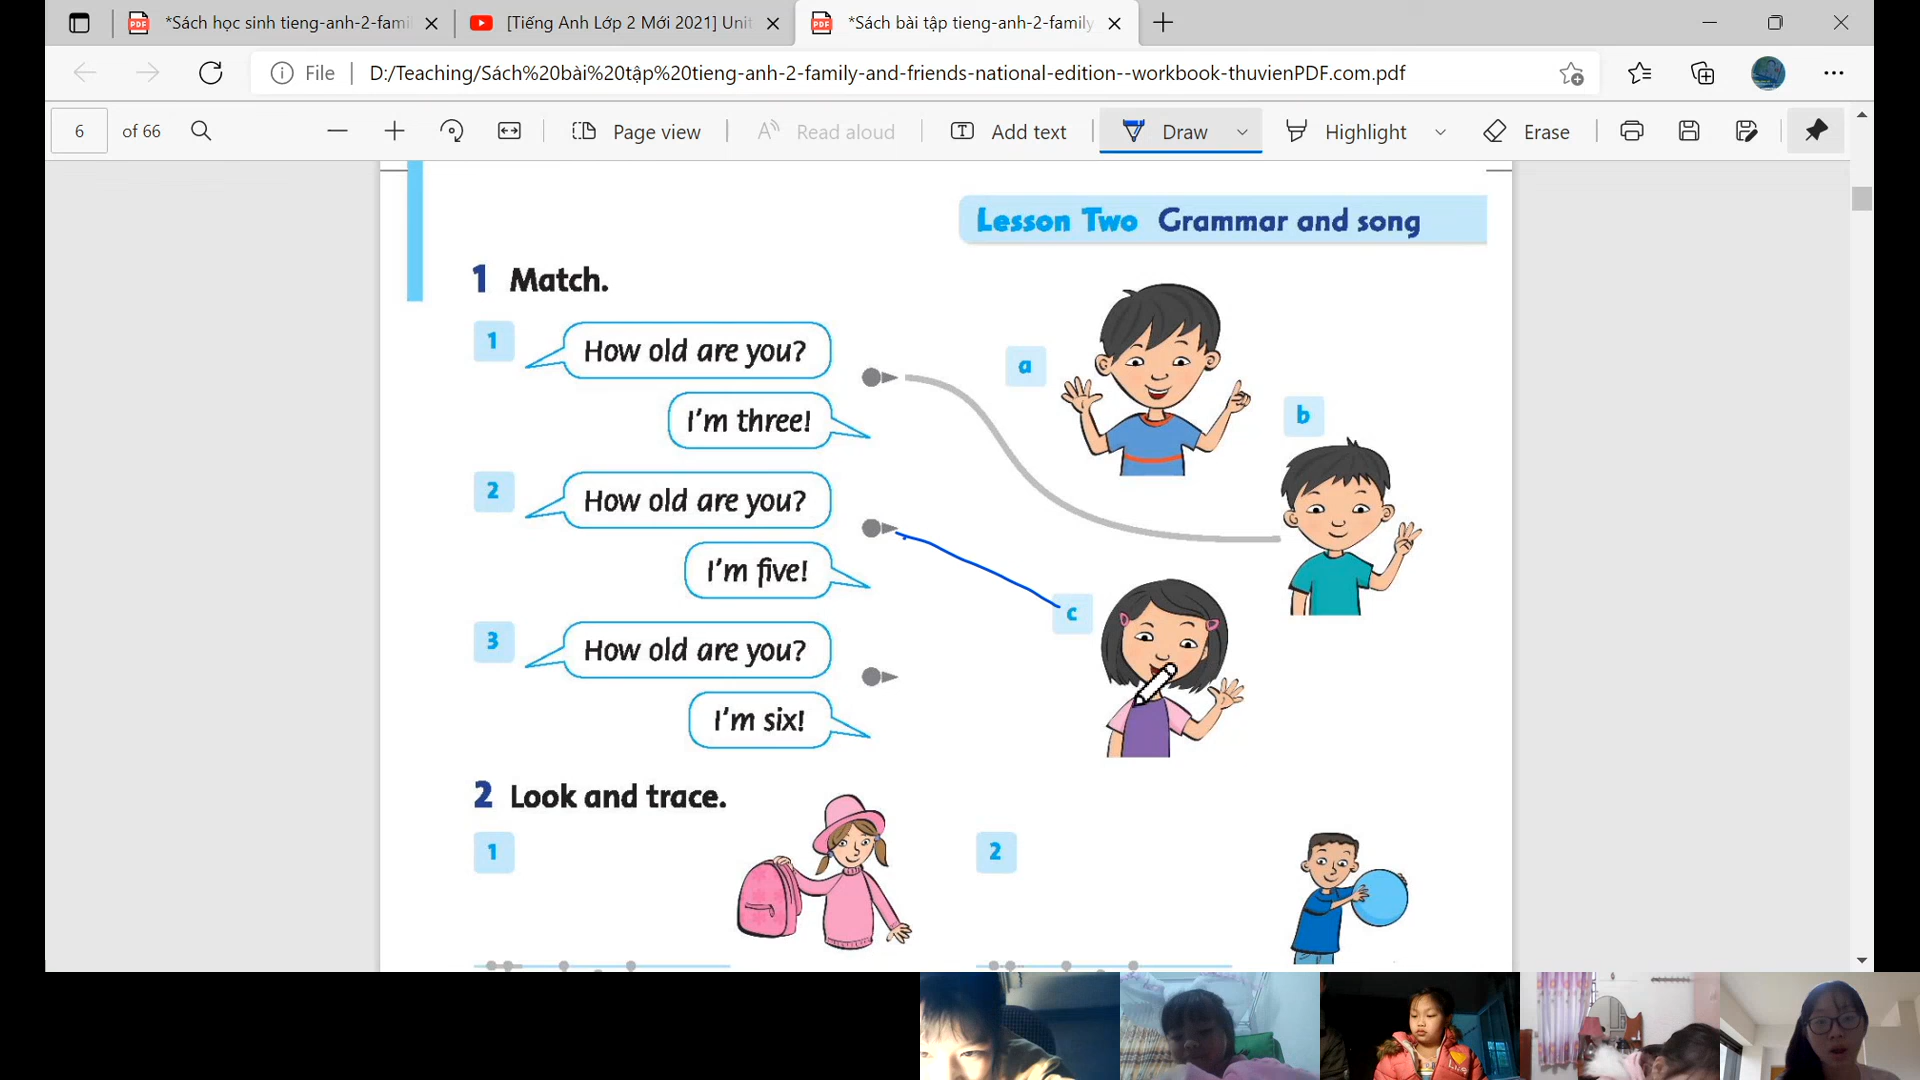 *Sách học sinh tieng-anh-2-fami
[Tiếng Anh Lớp 2 Mới 2021] Unit
*Sách bài tập tieng-anh-2-family
File
D:/Teaching/Sách%20bài%20tập%20tieng-anh-2-family-and-friends-national-edition--workbook-thuvienPDF.com.pdf
6 of 66
Page view
Read aloud
Add text
Draw
Highlight
Erase
Lesson Two Grammar and song
1 Match.
1 How old are you?
I'm three!
a
b
2 How old are you?
I'm five!
c
3 How old are you?
I'm six!
2 Look and trace.
1
2